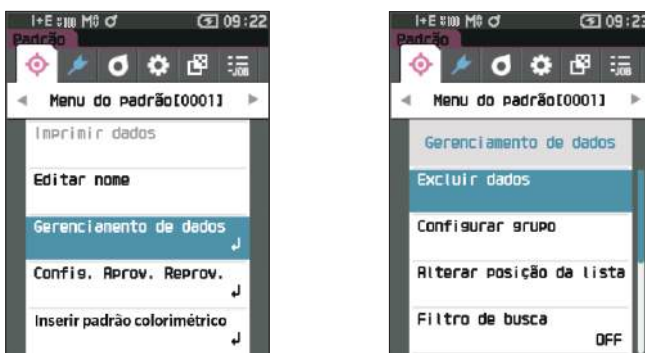 I+E M0 09:22
Padrão
JOB
Menu do padrão[0001]
Imprimir dados
Editar nome
Gerenciamento de dados
Config. Aprov. Reprov.
Inserir padrão colorimétrico
I+E M0 09:23
Padrão
JOB
Menu do padrão[0001]
Gerenciamento de dados
Excluir dados
Configurar grupo
Alterar posição da lista
Filtro de busca
OFF